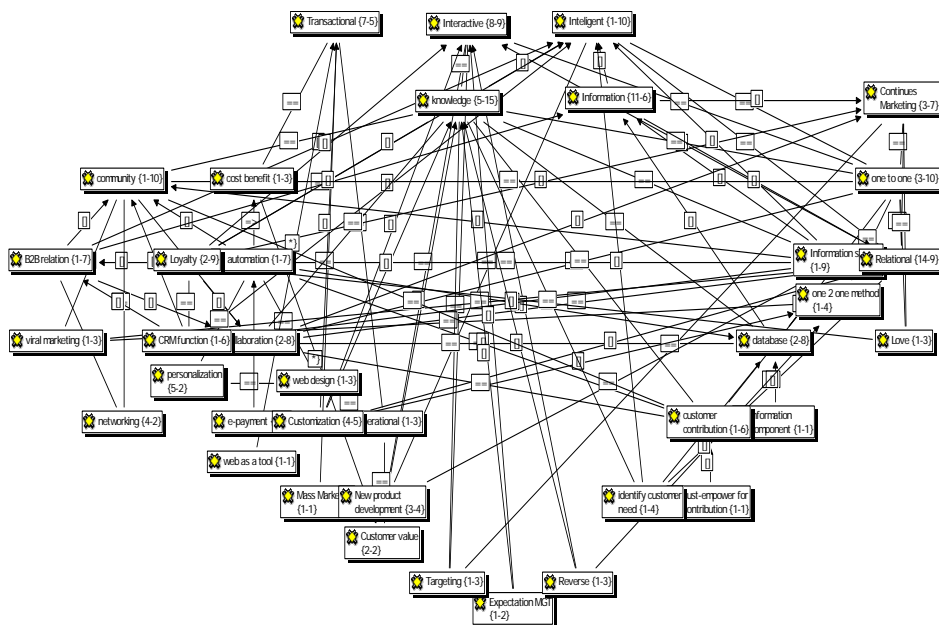 Transactional {7-5}
Interactive {8-9}
Inteligent {1-10}
knowledge {5-15}
Information {11-6}
Continues
Marketing {3-7}
community {1-10}
cost benefit {1-3}
one to one {3-10}
B2B relation {1-7}
Loyalty {2-9}
automation {1-7}
Information s
{1-9}
Relational {14-9}
one 2 one method
{1-4}
viral marketing {1-3}
CRM function {1-6}
llaboration {2-8}
database {2-8}
Love {1-3}
personalization
{5-2}
web design {1-3}
networking {4-2}
e-payment
Customization {4-5}
erational {1-3}
customer
contribution {1-6}
nformation
omponent {1-1}
web as a tool {1-1}
Mass Marke
{1-1}
New product
development {3-4}
identify customer
need {1-4}
ust-empower for
ontribution {1-1}
Customer value
{2-2}
Targeting {1-3}
Reverse {1-3}
Expectation MGT
{1-2}